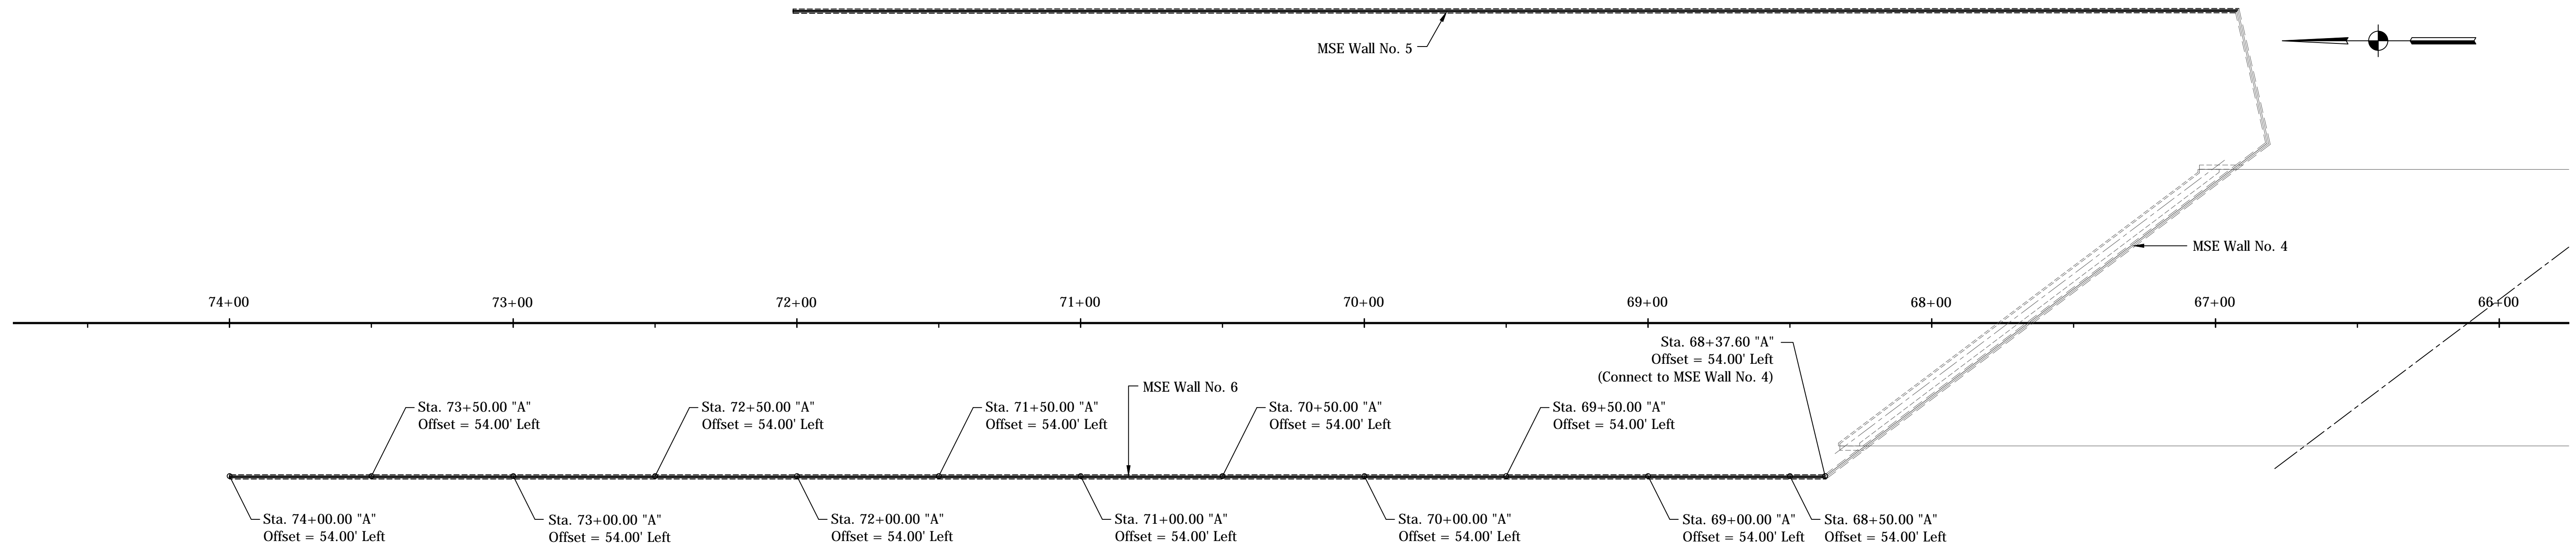 MSE Wall No. 5
MSE Wall No. 4
74+00
73+00
72+00
71+00
70+00
69+00
68+00
67+00
66+00
Sta. 68+37.60 "A"
Offset = 54.00' Left
(Connect to MSE Wall No. 4)
MSE Wall No. 6
Sta. 73+50.00 "A"
Offset = 54.00' Left
Sta. 72+50.00 "A"
Offset = 54.00' Left
Sta. 71+50.00 "A"
Offset = 54.00' Left
Sta. 70+50.00 "A"
Offset = 54.00' Left
Sta. 69+50.00 "A"
Offset = 54.00' Left
Sta. 74+00.00 "A"
Offset = 54.00' Left
Sta. 73+00.00 "A"
Offset = 54.00' Left
Sta. 72+00.00 "A"
Offset = 54.00' Left
Sta. 71+00.00 "A"
Offset = 54.00' Left
Sta. 70+00.00 "A"
Offset = 54.00' Left
Sta. 69+00.00 "A"
Offset = 54.00' Left
Sta. 68+50.00 "A"
Offset = 54.00' Left